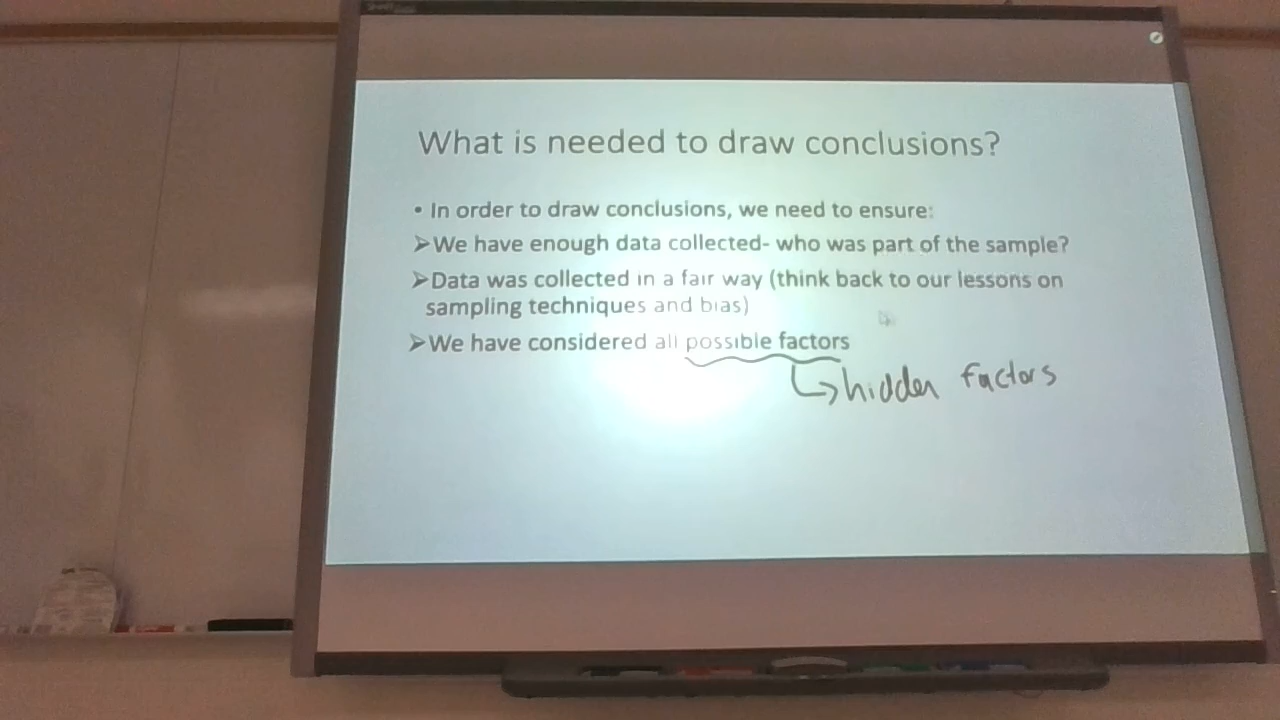 What is needed to draw conclusions?
• In order to draw conclusions, we need to ensure:
➢We have enough data collected- who was part of the sample?
➢Data was collected in a fair way (think back to our lessons on
sampling techniques and bias)
➢We have considered all possible factors
hidden factors